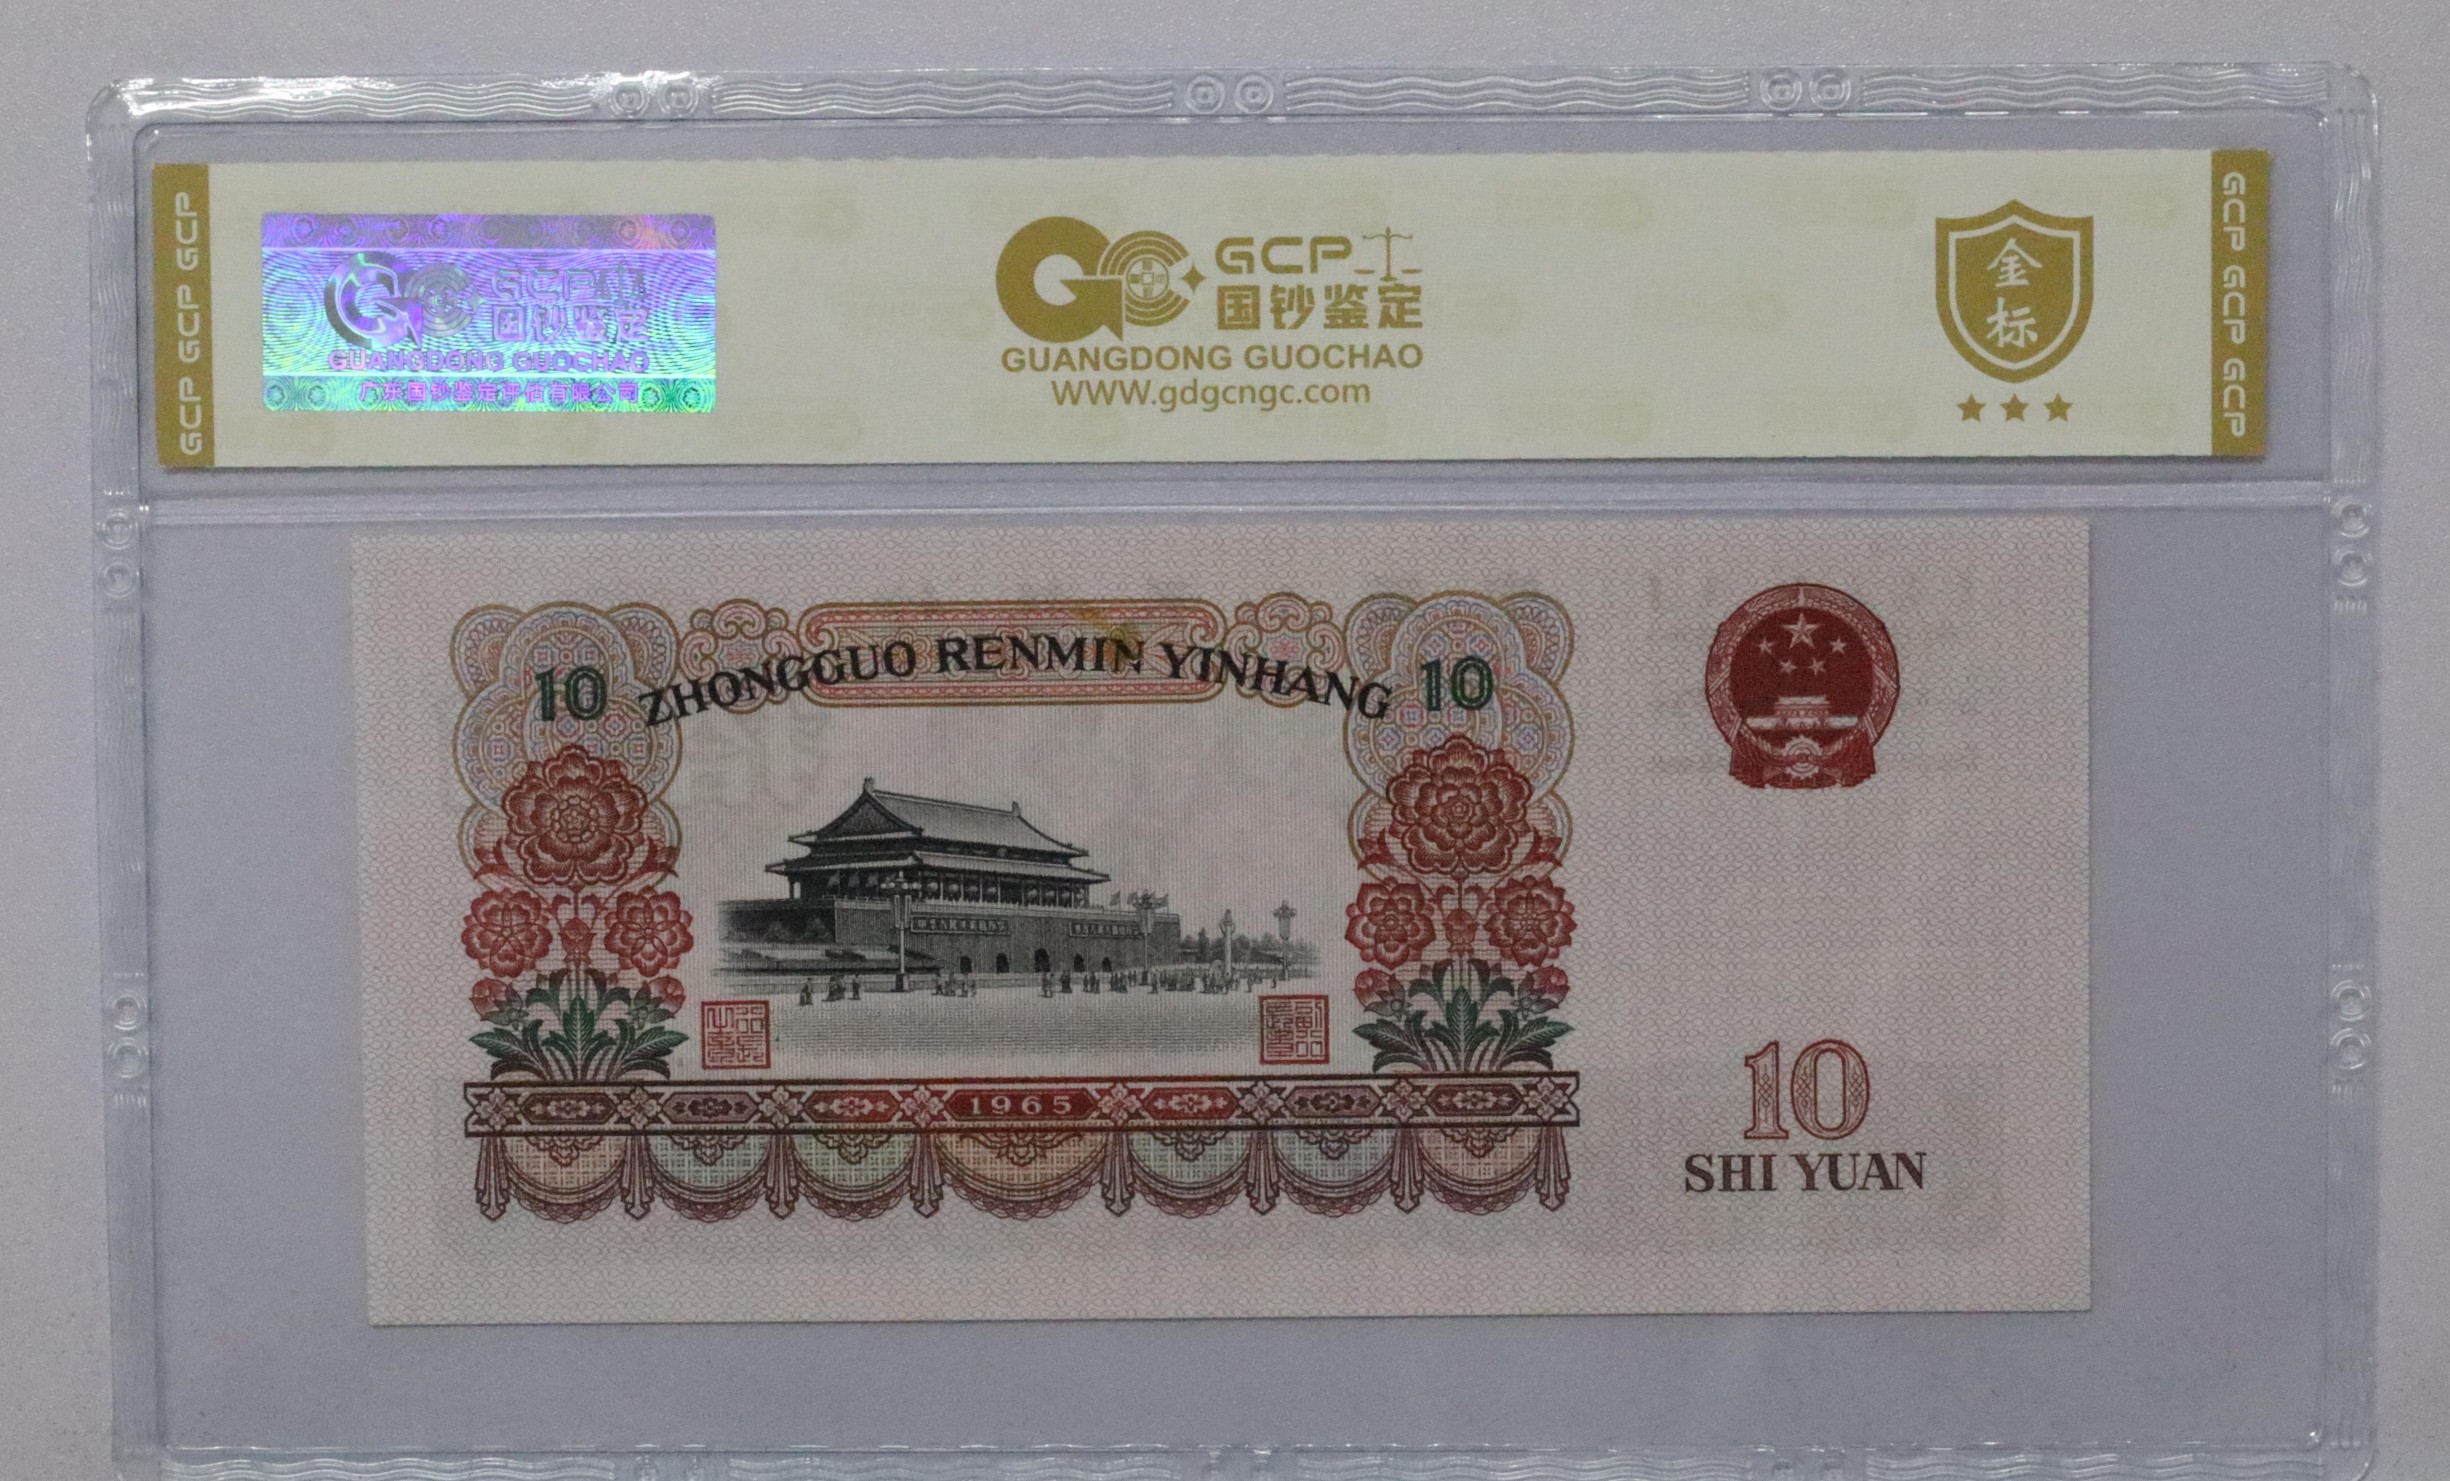 GCP GCP GCP
GCP
国钞鉴定
GUANGDONG GUOCHAO
广东国钞鉴定评估有限公司
GCP
国钞鉴定
GUANGDONG GUOCHAO
WWW.gdgcngc.com
金
标
GCP GCP GCP
10
ZHONGGUO RENMIN YINHANG
10
1965
10
SHI YUAN